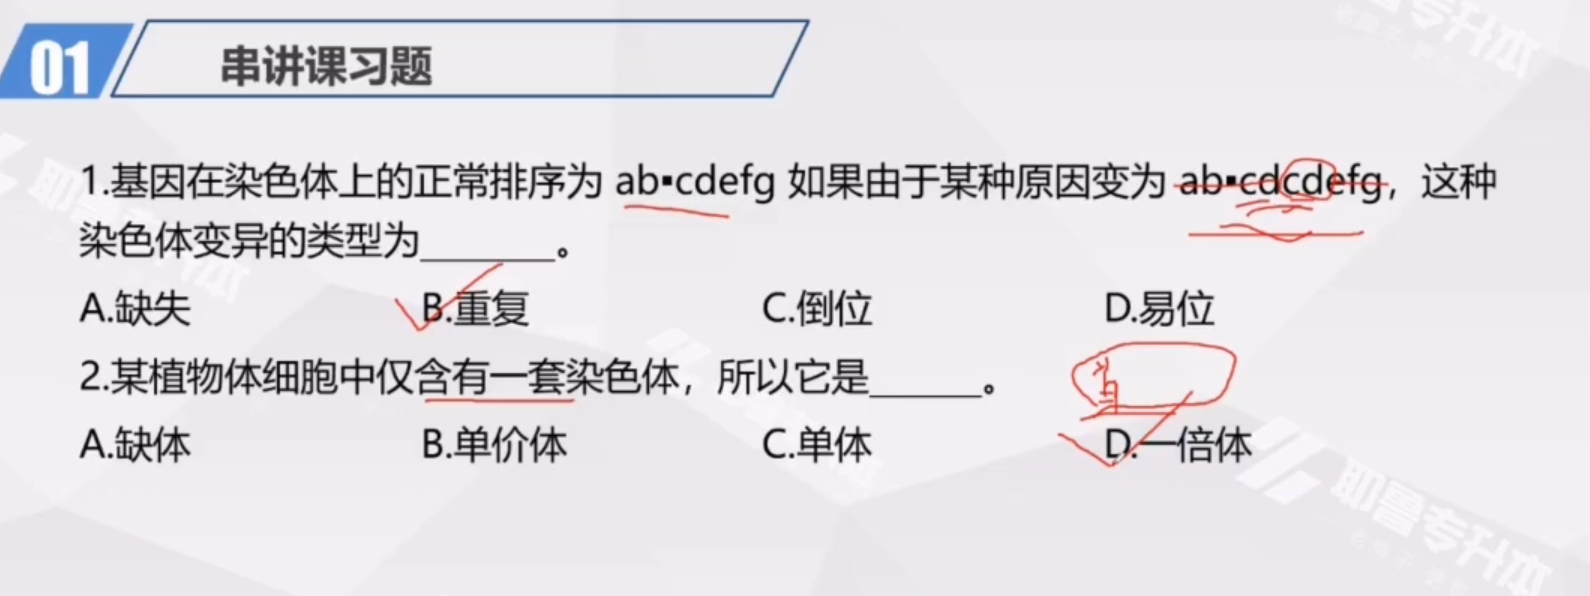 01
串讲课习题
1.基因在染色体上的正常排序为 ab▪cdefg 如果由于某种原因变为 ab▪cdcdefg，这种
染色体变异的类型为_______。
A.缺失 B.重复 C.倒位 D.易位
2.某植物体细胞中仅含有一套染色体，所以它是______。
A.缺体 B.单价体 C.单体 D.一倍体
耶鲁专升本